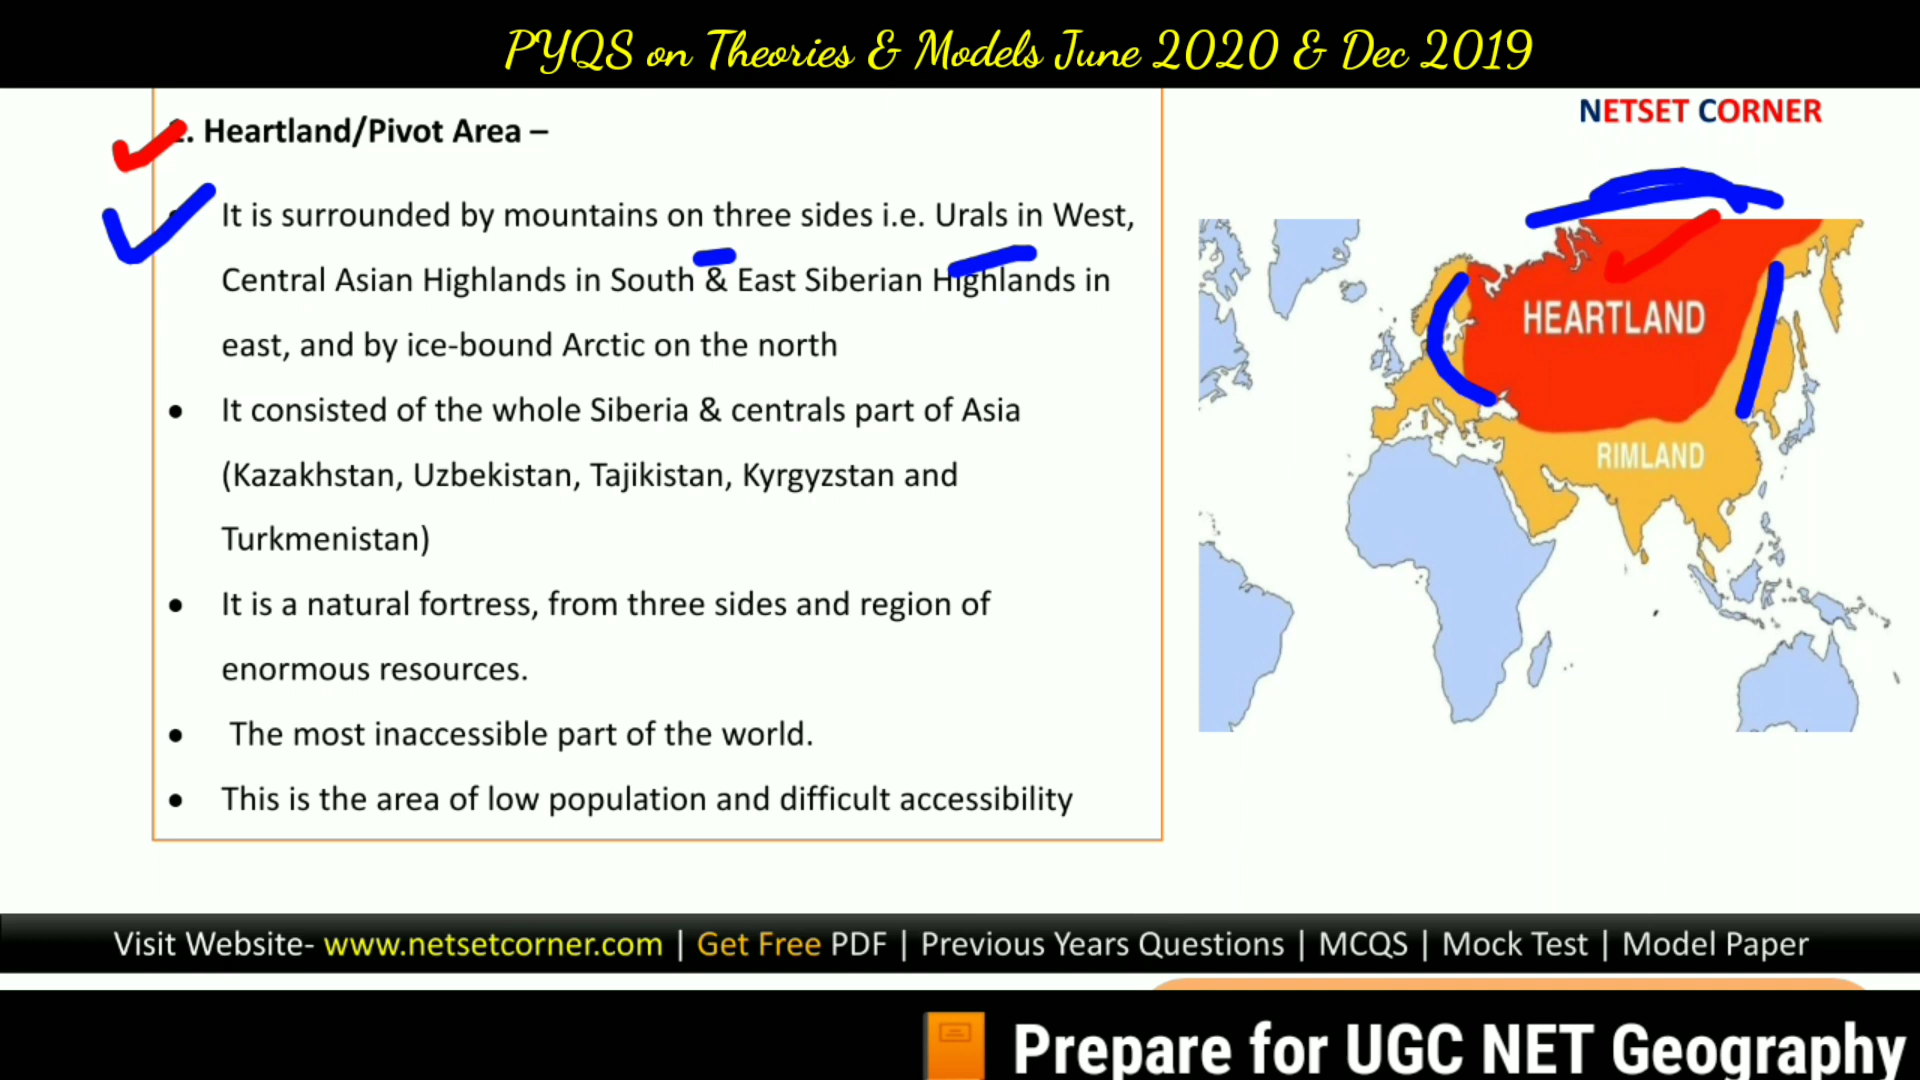 PYQS on Theories & Models June 2020 & Dec 2019
NETSET CORNER
. Heartland/Pivot Area –
It is surrounded by mountains on three sides i.e. Urals in West,
Central Asian Highlands in South & East Siberian Highlands in
east, and by ice-bound Arctic on the north
• It consisted of the whole Siberia & centrals part of Asia
(Kazakhstan, Uzbekistan, Tajikistan, Kyrgyzstan and
Turkmenistan)
• It is a natural fortress, from three sides and region of
enormous resources.
• The most inaccessible part of the world.
• This is the area of low population and difficult accessibility
HEARTLAND
RIMLAND
Visit Website- www.netsetcorner.com | Get Free PDF | Previous Years Questions | MCQS | Mock Test | Model Paper
Prepare for UGC NET Geography